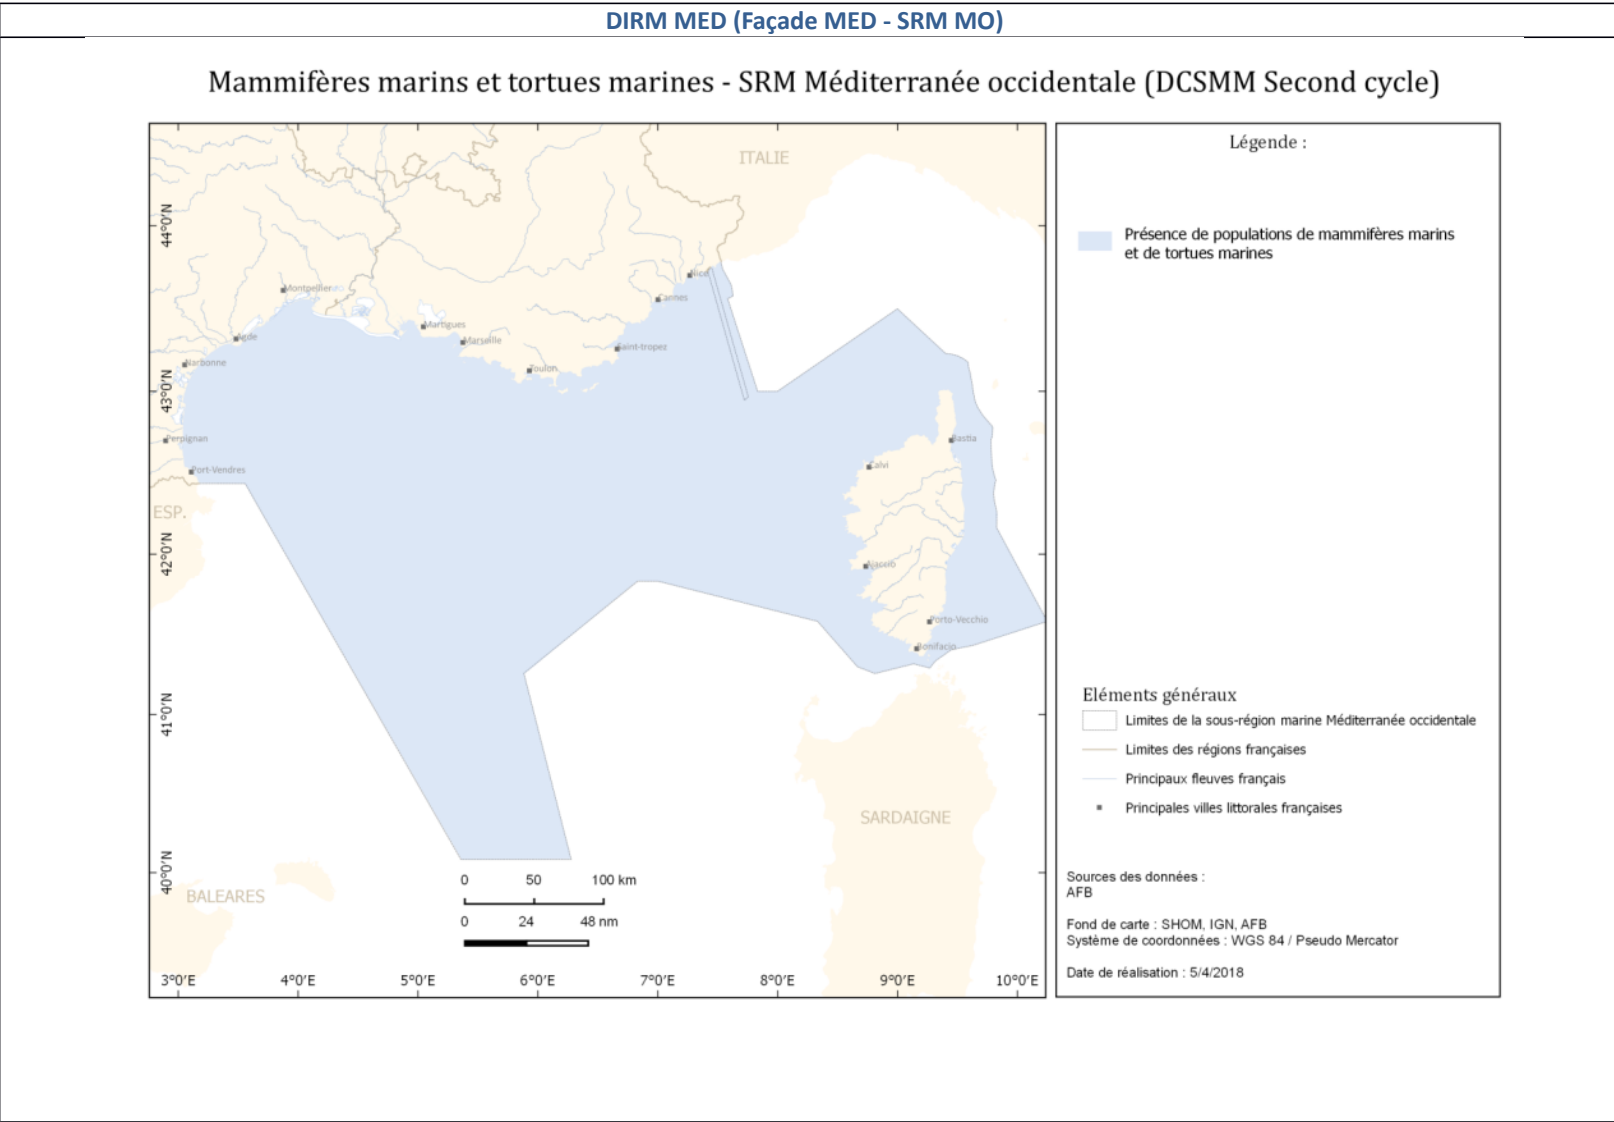 DIRM MED (Façade MED - SRM MO)
Mammifères marins et tortues marines - SRM Méditerranée occidentale (DCSMM Second cycle)
ITALIE
44°0'N
Nice
Montpellier
Cannes
Martigues
Agde
Marseille
Saint-tropez
Narbonne
Toulon
43°0'N
Perpignan
Bastia
Calvi
Port-Vendres
ESP.
42°0'N
Ajaccio
Porto-Vecchio
Bonifacio
41°0'N
SARDAIGNE
40°0'N
BALEARES
0 50 100 km
0 24 48 nm
3°0'E 4°0'E 5°0'E 6°0'E 7°0'E 8°0'E 9°0'E 10°0'E
Légende :
Présence de populations de mammifères marins
et de tortues marines
Eléments généraux
Limites de la sous-région marine Méditerranée occidentale
Limites des régions françaises
Principaux fleuves français
Principales villes littorales françaises
Sources des données :
AFB
Fond de carte : SHOM, IGN, AFB
Système de coordonnées : WGS 84 / Pseudo Mercator
Date de réalisation : 5/4/2018